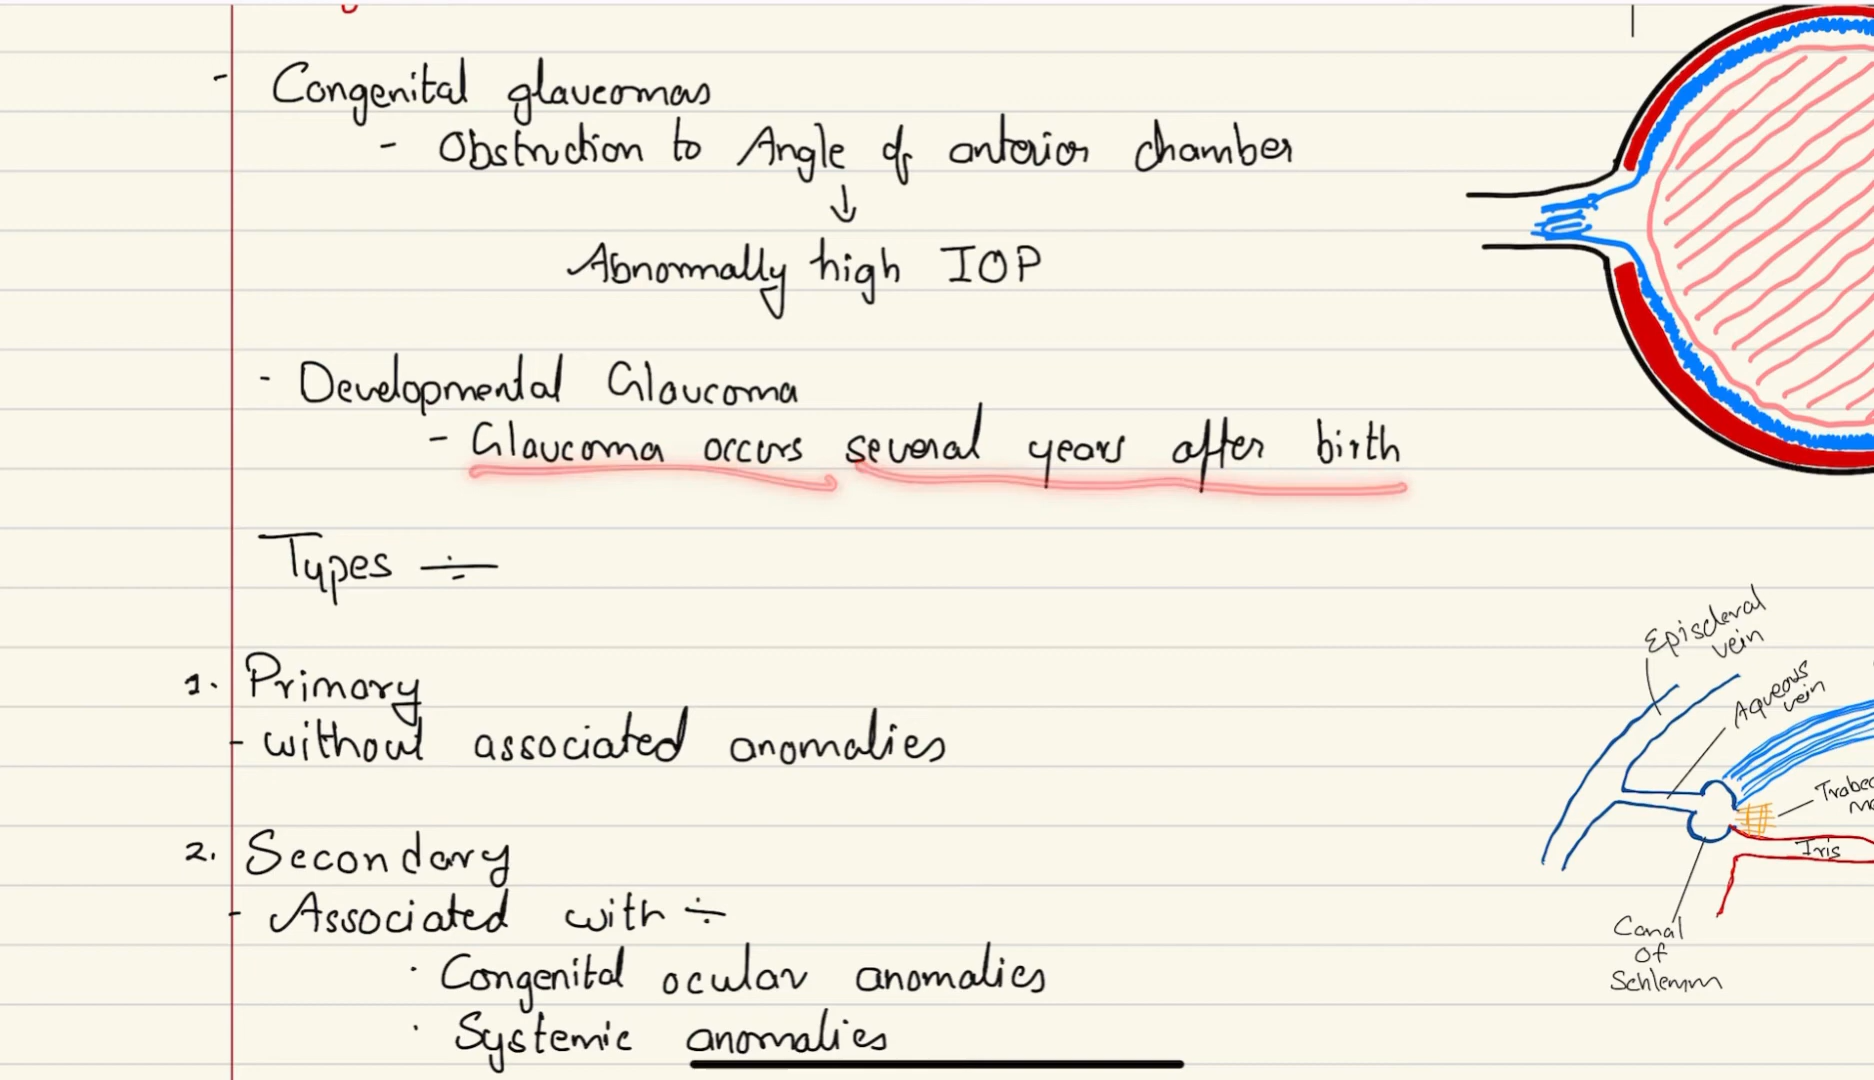 - Congenital glaucomas
- Obstruction to Angle of anterior chamber
↓
Abnormally high IOP
- Developmental Glaucoma
- Glaucoma occurs several years after birth
Types ÷
1. Primary
- without associated anomalies
2. Secondary
- Associated with ÷
· Congenital ocular anomalies
· Systemic anomalies
Episcleral
vein
Aqueous
vein
Iris
Canal
Of
Schlemm